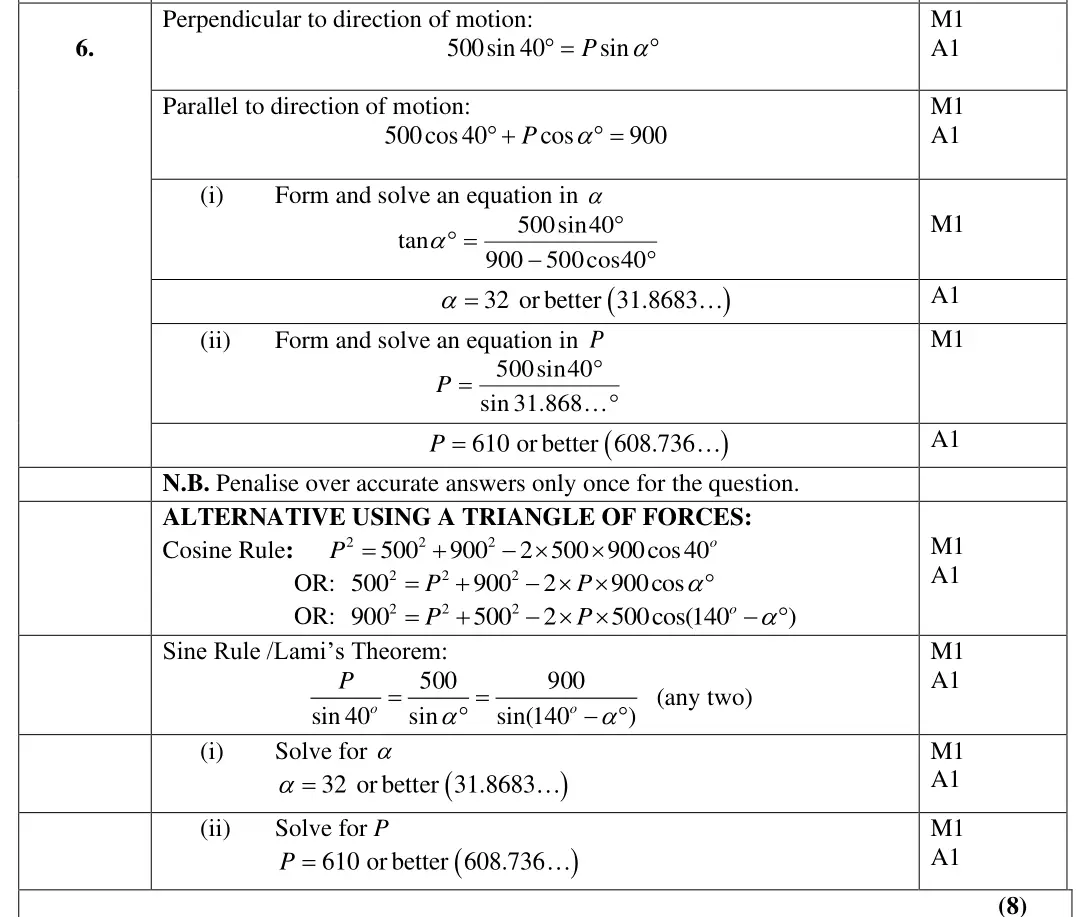 6.
Perpendicular to direction of motion:
M1
500 sin 40° = P sin α°
A1
Parallel to direction of motion:
M1
500 cos 40° + P cos α° = 900
A1
(i) Form and solve an equation in α
tan α° = 500 sin 40° / (900 − 500 cos 40°)
M1
α = 32 or better (31.8683…)
A1
(ii) Form and solve an equation in P
M1
P = 500 sin 40° / sin 31.868…°
P = 610 or better (608.736…)
A1
N.B. Penalise over accurate answers only once for the question.
ALTERNATIVE USING A TRIANGLE OF FORCES:
Cosine Rule: P² = 500² + 900² − 2×500×900 cos 40°
M1
OR: 500² = P² + 900² − 2×P×900 cos α°
A1
OR: 900² = P² + 500² − 2×P×500 cos(140° − α°)
Sine Rule /Lami’s Theorem:
M1
P / sin 40° = 500 / sin α° = 900 / sin(140° − α°) (any two)
A1
(i) Solve for α
M1
α = 32 or better (31.8683…)
A1
(ii) Solve for P
M1
P = 610 or better (608.736…)
A1
(8)